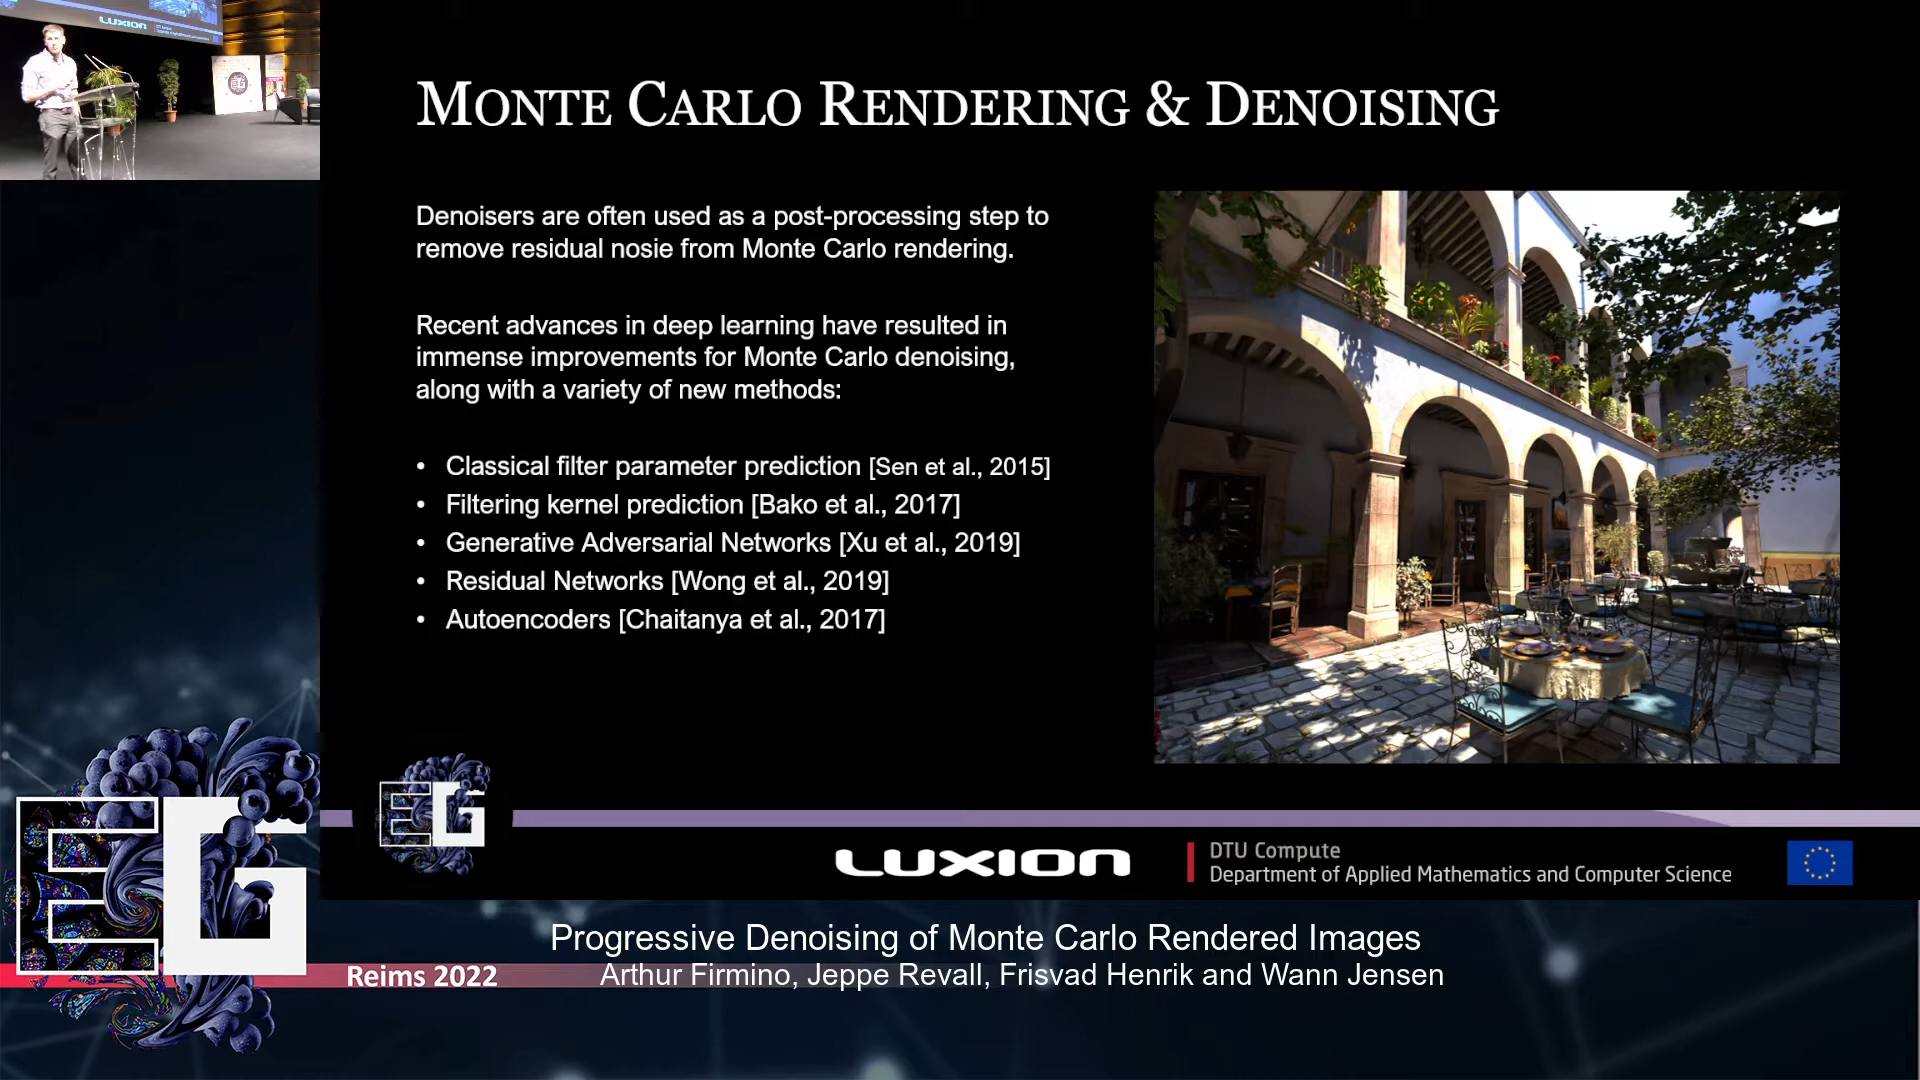 LUXION
MONTE CARLO RENDERING & DENOISING
Denoisers are often used as a post-processing step to
remove residual nosie from Monte Carlo rendering.
Recent advances in deep learning have resulted in
immense improvements for Monte Carlo denoising,
along with a variety of new methods:
• Classical filter parameter prediction [Sen et al., 2015]
• Filtering kernel prediction [Bako et al., 2017]
• Generative Adversarial Networks [Xu et al., 2019]
• Residual Networks [Wong et al., 2019]
• Autoencoders [Chaitanya et al., 2017]
EG
LUXION
DTU Compute
Department of Applied Mathematics and Computer Science
EG
Reims 2022
Progressive Denoising of Monte Carlo Rendered Images
Arthur Firmino, Jeppe Revall, Frisvad Henrik and Wann Jensen